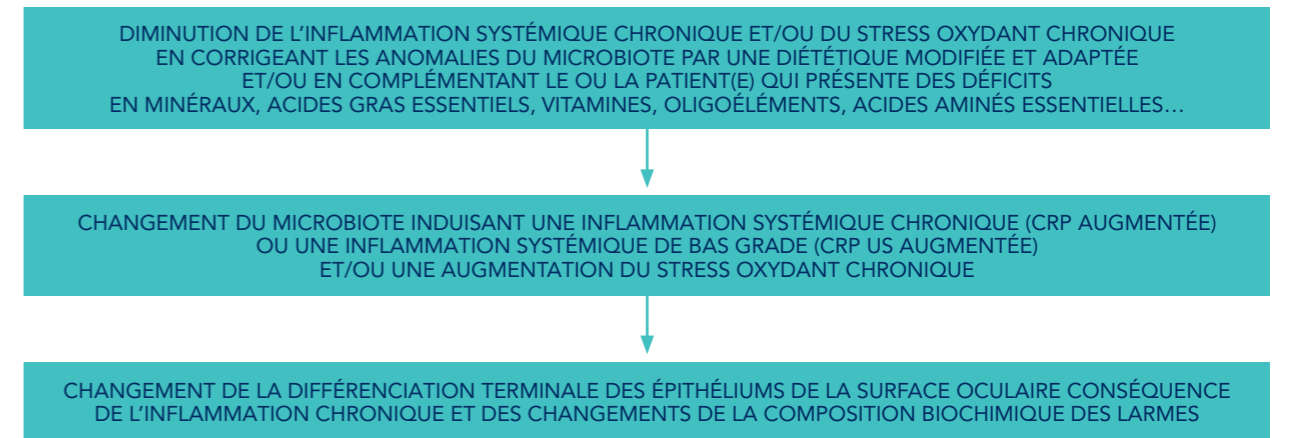 DIMINUTION DE L'INFLAMMATION SYSTÉMIQUE CHRONIQUE ET/OU DU STRESS OXYDANT CHRONIQUE
EN CORRIGEANT LES ANOMALIES DU MICROBIOTE PAR UNE DIÉTÉTIQUE MODIFIÉE ET ADAPTÉE
ET/OU EN COMPLÉMENTANT LE OU LA PATIENT(E) QUI PRÉSENTE DES DÉFICITS
EN MINÉRAUX, ACIDES GRAS ESSENTIELS, VITAMINES, OLIGOÉLÉMENTS, ACIDES AMINÉS ESSENTIELLES…
CHANGEMENT DU MICROBIOTE INDUISANT UNE INFLAMMATION SYSTÉMIQUE CHRONIQUE (CRP AUGMENTÉE)
OU UNE INFLAMMATION SYSTÉMIQUE DE BAS GRADE (CRP US AUGMENTÉE)
ET/OU UNE AUGMENTATION DU STRESS OXYDANT CHRONIQUE
CHANGEMENT DE LA DIFFÉRENCIATION TERMINALE DES ÉPITHÉLIUMS DE LA SURFACE OCULAIRE CONSÉQUENCE
DE L'INFLAMMATION CHRONIQUE ET DES CHANGEMENTS DE LA COMPOSITION BIOCHIMIQUE DES LARMES